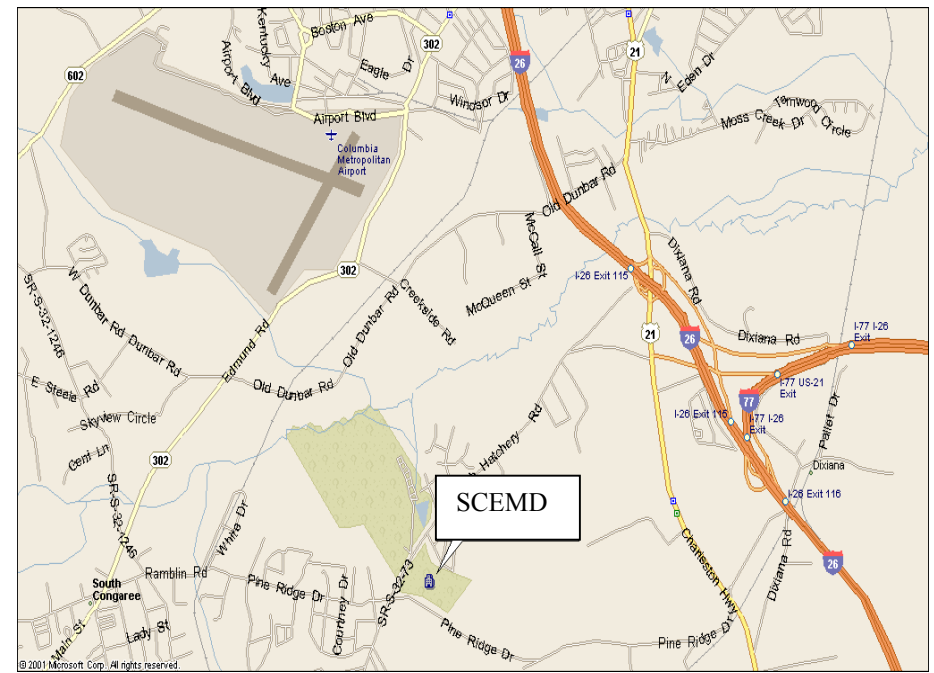 Boston Ave
Kentucky Ave
302
26
21
602
Eagle Dr
Airport Blvd
Windsor Dr
N Eden Dr
Tamwood Circle
Moss Creek Dr
Airport Blvd
Columbia
Metropolitan
Airport
Old Dunbar Rd
McCall St
Dixiana Rd
302
I-26 Exit 115
W Dunbar Rd
Dunbar Rd
SR-S-32-1246
Creekside Rd
McQueen St
Old Dunbar Rd
Edmund Rd
21
26
Dixiana Rd
I-77 I-26
Exit
I-77 US-21
Exit
E Steele Rd
Old Dunbar Rd
77
Pallet Dr
Skyview Circle
I-26 Exit 115
I-77 I-26
Exit
Hatchery Rd
Cent Ln
302
Dixiana
SCEMD
I-26 Exit 116
SR-S-32-1246
White Dr
Charleston Hwy
Dixiana Rd
26
South
Congaree
Ramblin Rd
Pine Ridge Dr
Courtney Dr
SR-S-32-73
Main St
Lady St
Pine Ridge Dr
Pine Ridge Dr
© 2001 Microsoft Corp. All rights reserved.